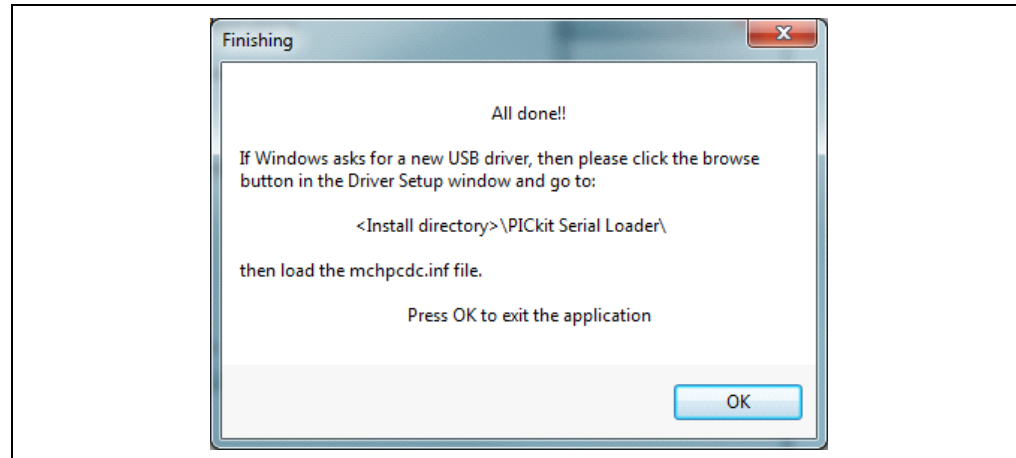 Finishing
All done!!
If Windows asks for a new USB driver, then please click the browse
button in the Driver Setup window and go to:
<Install directory>\PICkit Serial Loader\
then load the mchpcdc.inf file.
Press OK to exit the application
OK